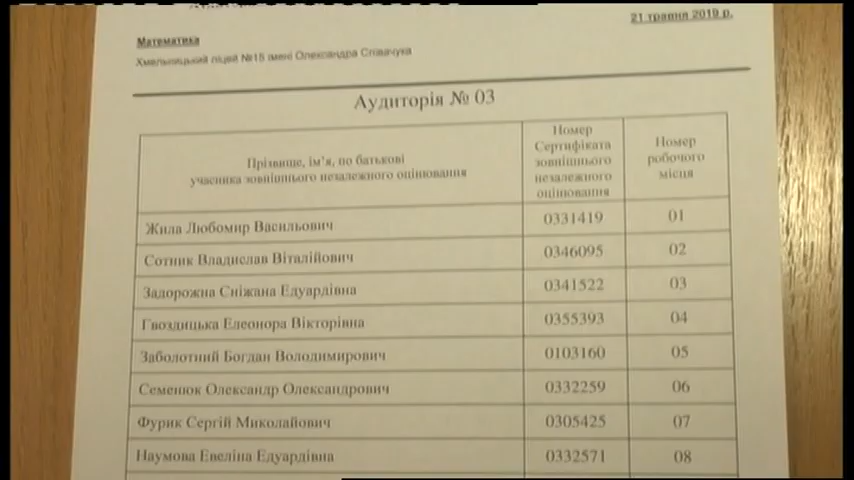 21 травня 2019 р.
Математика
Хмельницький ліцей №15 імені Олександра Співачука
Аудиторія № 03
Прізвище, ім’я, по батькові
учасника зовнішнього незалежного оцінювання
Номер
Сертифіката
зовнішнього
незалежного
оцінювання
Номер
робочого
місця
Жила Любомир Васильович 0331419 01
Сотник Владислав Віталійович 0346095 02
Задорожна Сніжана Едуардівна 0341522 03
Гвоздицька Елеонора Вікторівна 0355393 04
Заболотний Богдан Володимирович 0103160 05
Семенюк Олександр Олександрович 0332259 06
Фурик Сергій Миколайович 0305425 07
Наумова Евеліна Едуардівна 0332571 08